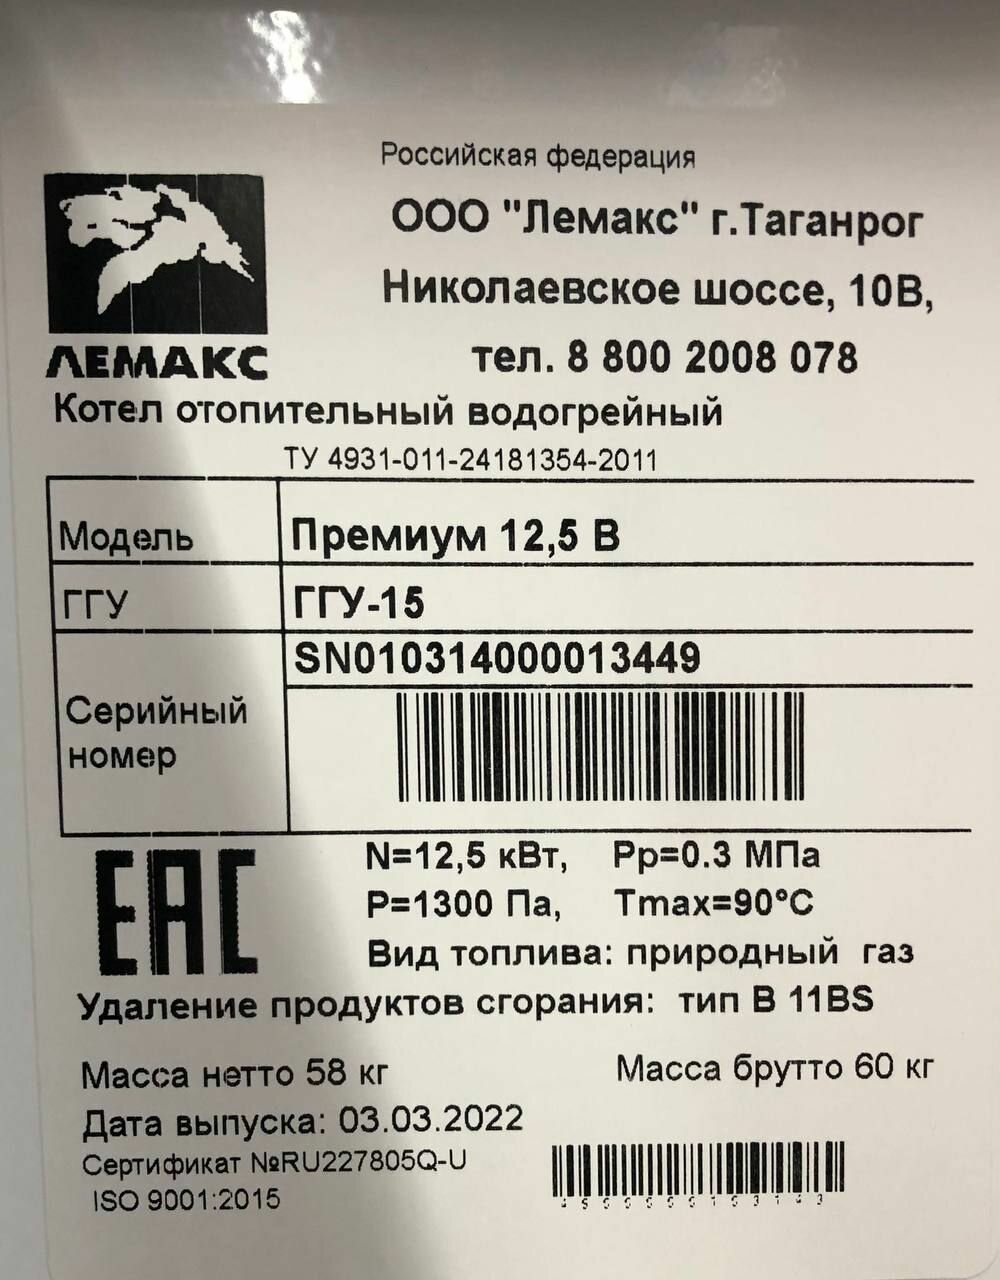 Российская федерация
ООО "Лемакс" г.Таганрог
Николаевское шоссе, 10В,
тел. 8 800 2008 078
ЛЕМАКС
Котел отопительный водогрейный
ТУ 4931-011-24181354-2011
Модель Премиум 12,5 В
ГГУ ГГУ-15
SN010314000013449
Серийный
номер
ЕАС
N=12,5 кВт, Рр=0.3 МПа
Р=1300 Па, Tmax=90°С
Вид топлива: природный газ
Удаление продуктов сгорания: тип В 11BS
Масса нетто 58 кг Масса брутто 60 кг
Дата выпуска: 03.03.2022
Сертификат №RU227805Q-U
ISO 9001:2015